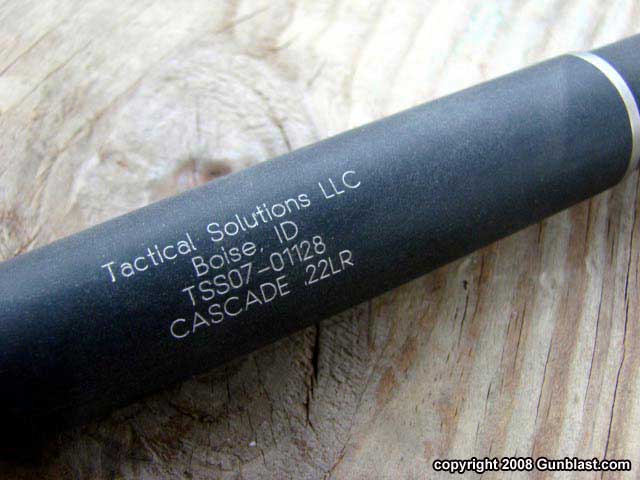 Tactical Solutions LLC
Boise, ID
TSS07-01128
CASCADE .22LR
copyright 2008 Gunblast.com